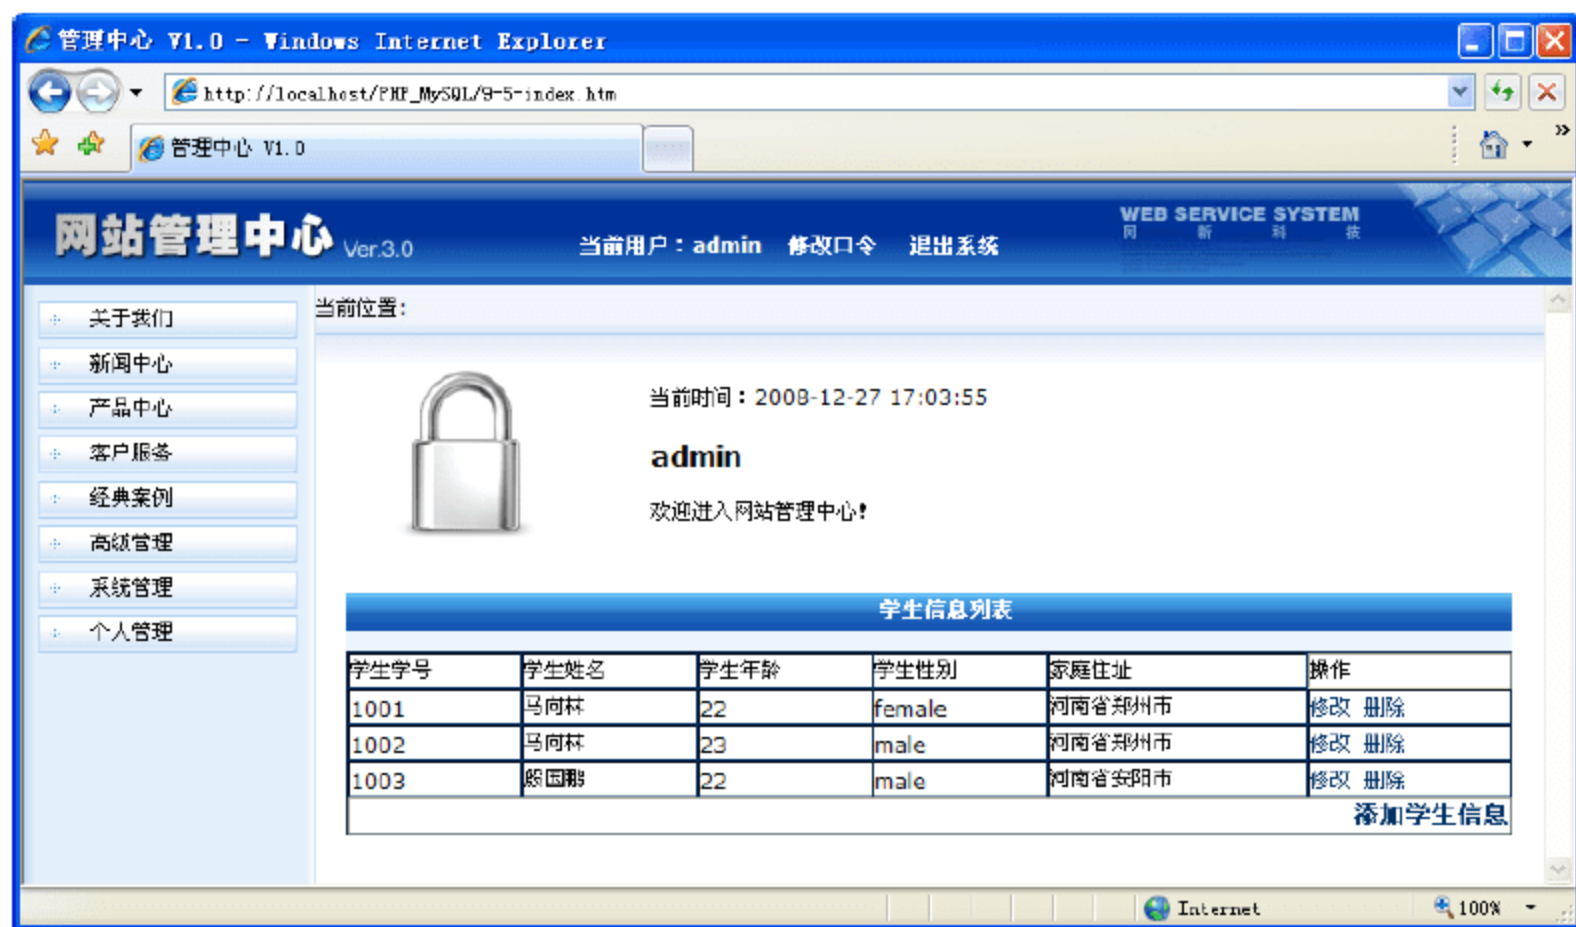 管理中心 V1.0 - Windows Internet Explorer
http://localhost/PHP_MySQL/9-5-index.htm
管理中心 V1.0
网站管理中心 Ver.3.0
当前用户：admin 修改口令 退出系统
WEB SERVICE SYSTEM
网 新 科 技
当前位置：
关于我们
新闻中心
产品中心
客户服务
经典案例
高级管理
系统管理
个人管理
当前时间：2008-12-27 17:03:55
admin
欢迎进入网站管理中心!
学生信息列表
学生学号 学生姓名 学生年龄 学生性别 家庭住址 操作
1001 马向林 22 female 河南省郑州市 修改 删除
1002 马向林 23 male 河南省郑州市 修改 删除
1003 殷国鹏 22 male 河南省安阳市 修改 删除
添加学生信息
Internet 100%